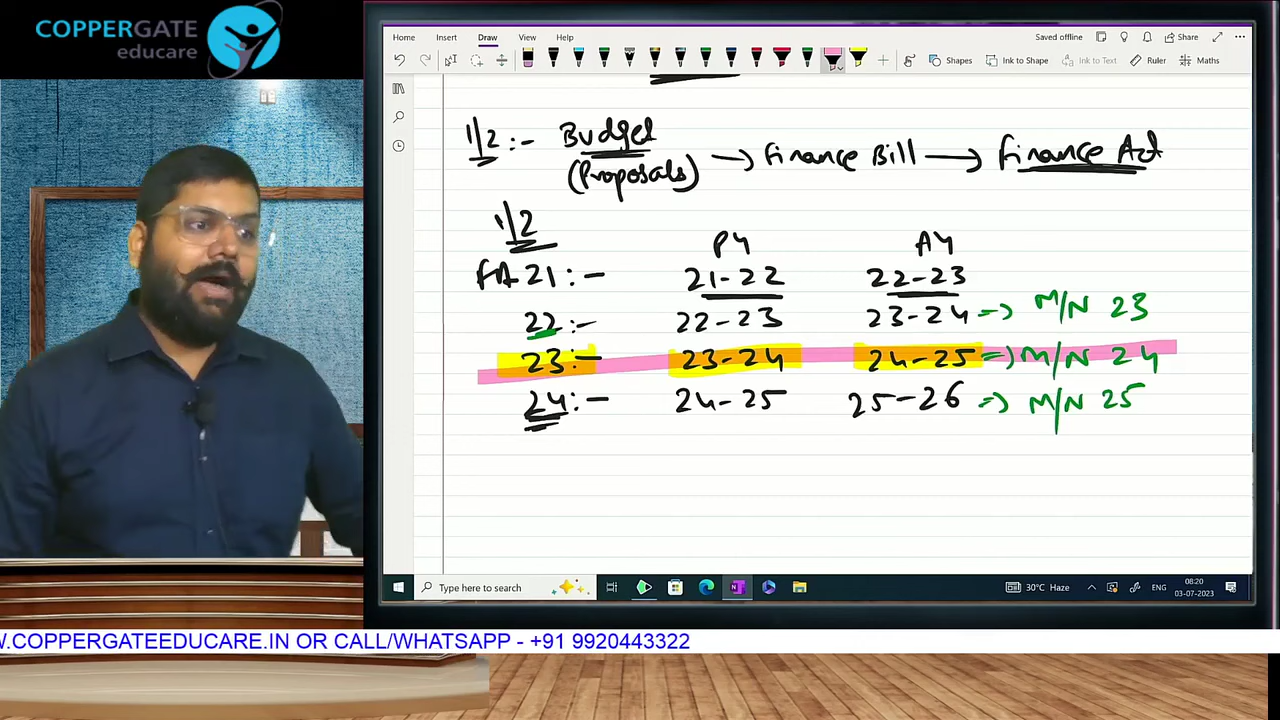 COPPERGATE
educare
Home Insert Draw View Help
Saved offline
Share
Shapes
Ink to Shape
Ink to Text
Ruler
Maths
1/2 :- Budget → Finance Bill → Finance Act
(Proposals)
1/2
PY AY
FA 21 :- 21-22 22-23
22 :- 22-23 23-24 => M/N 23
23 :- 23-24 24-25 => M/N 24
24 :- 24-25 25-26 => M/N 25
Type here to search
30°C Haze
ENG
08:20
03-07-2023
W.COPPERGATEEDUCARE.IN OR CALL/WHATSAPP - +91 9920443322